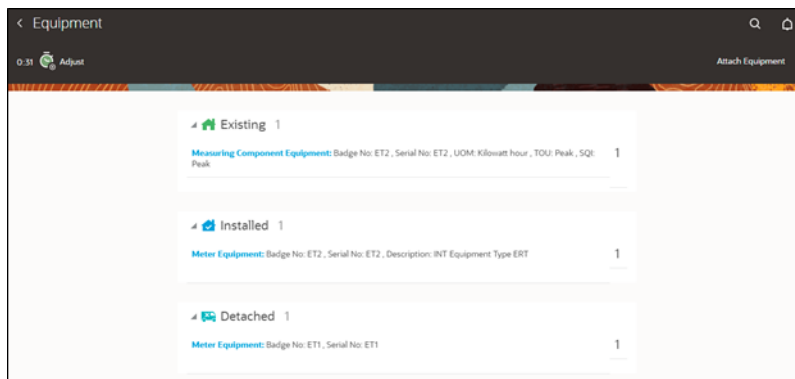 < Equipment
0:31 Adjust
Attach Equipment
Existing 1
Measuring Component Equipment: Badge No: ET2 , Serial No: ET2 , UOM: Kilowatt hour , TOU: Peak , SQI: 1
Peak
Installed 1
Meter Equipment: Badge No: ET2 , Serial No: ET2 , Description: INT Equipment Type ERT 1
Detached 1
Meter Equipment: Badge No: ET1 , Serial No: ET1 1